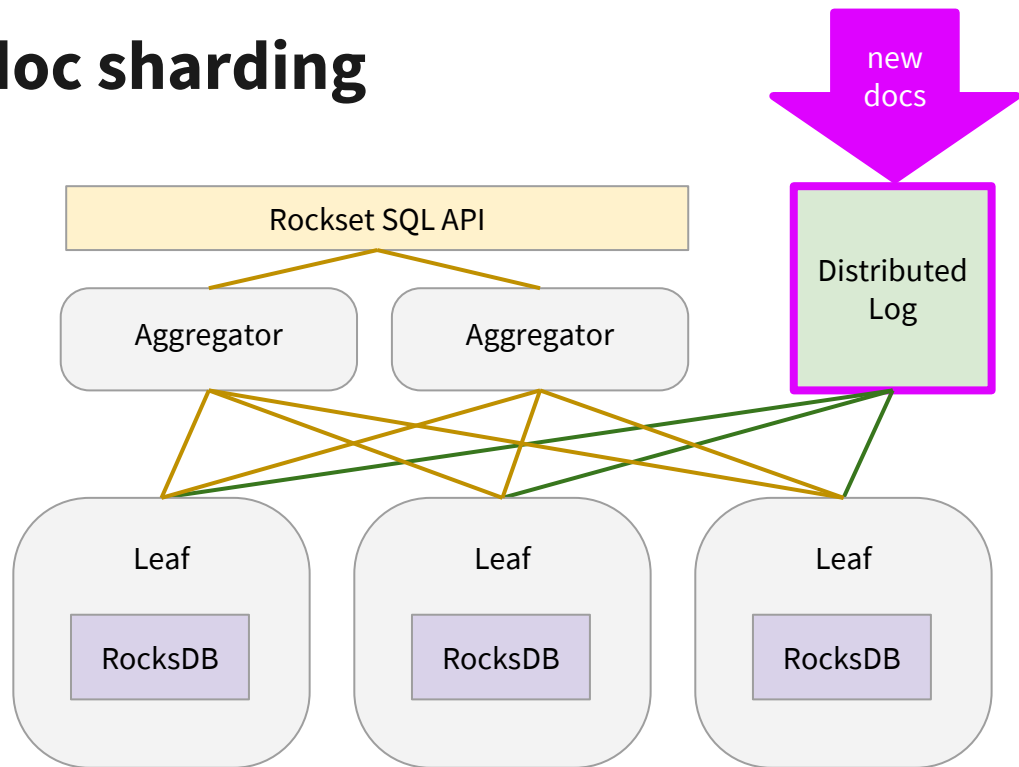 doc sharding
new
docs
Rockset SQL API
Distributed
Log
Aggregator
Aggregator
Leaf
Leaf
Leaf
RocksDB
RocksDB
RocksDB